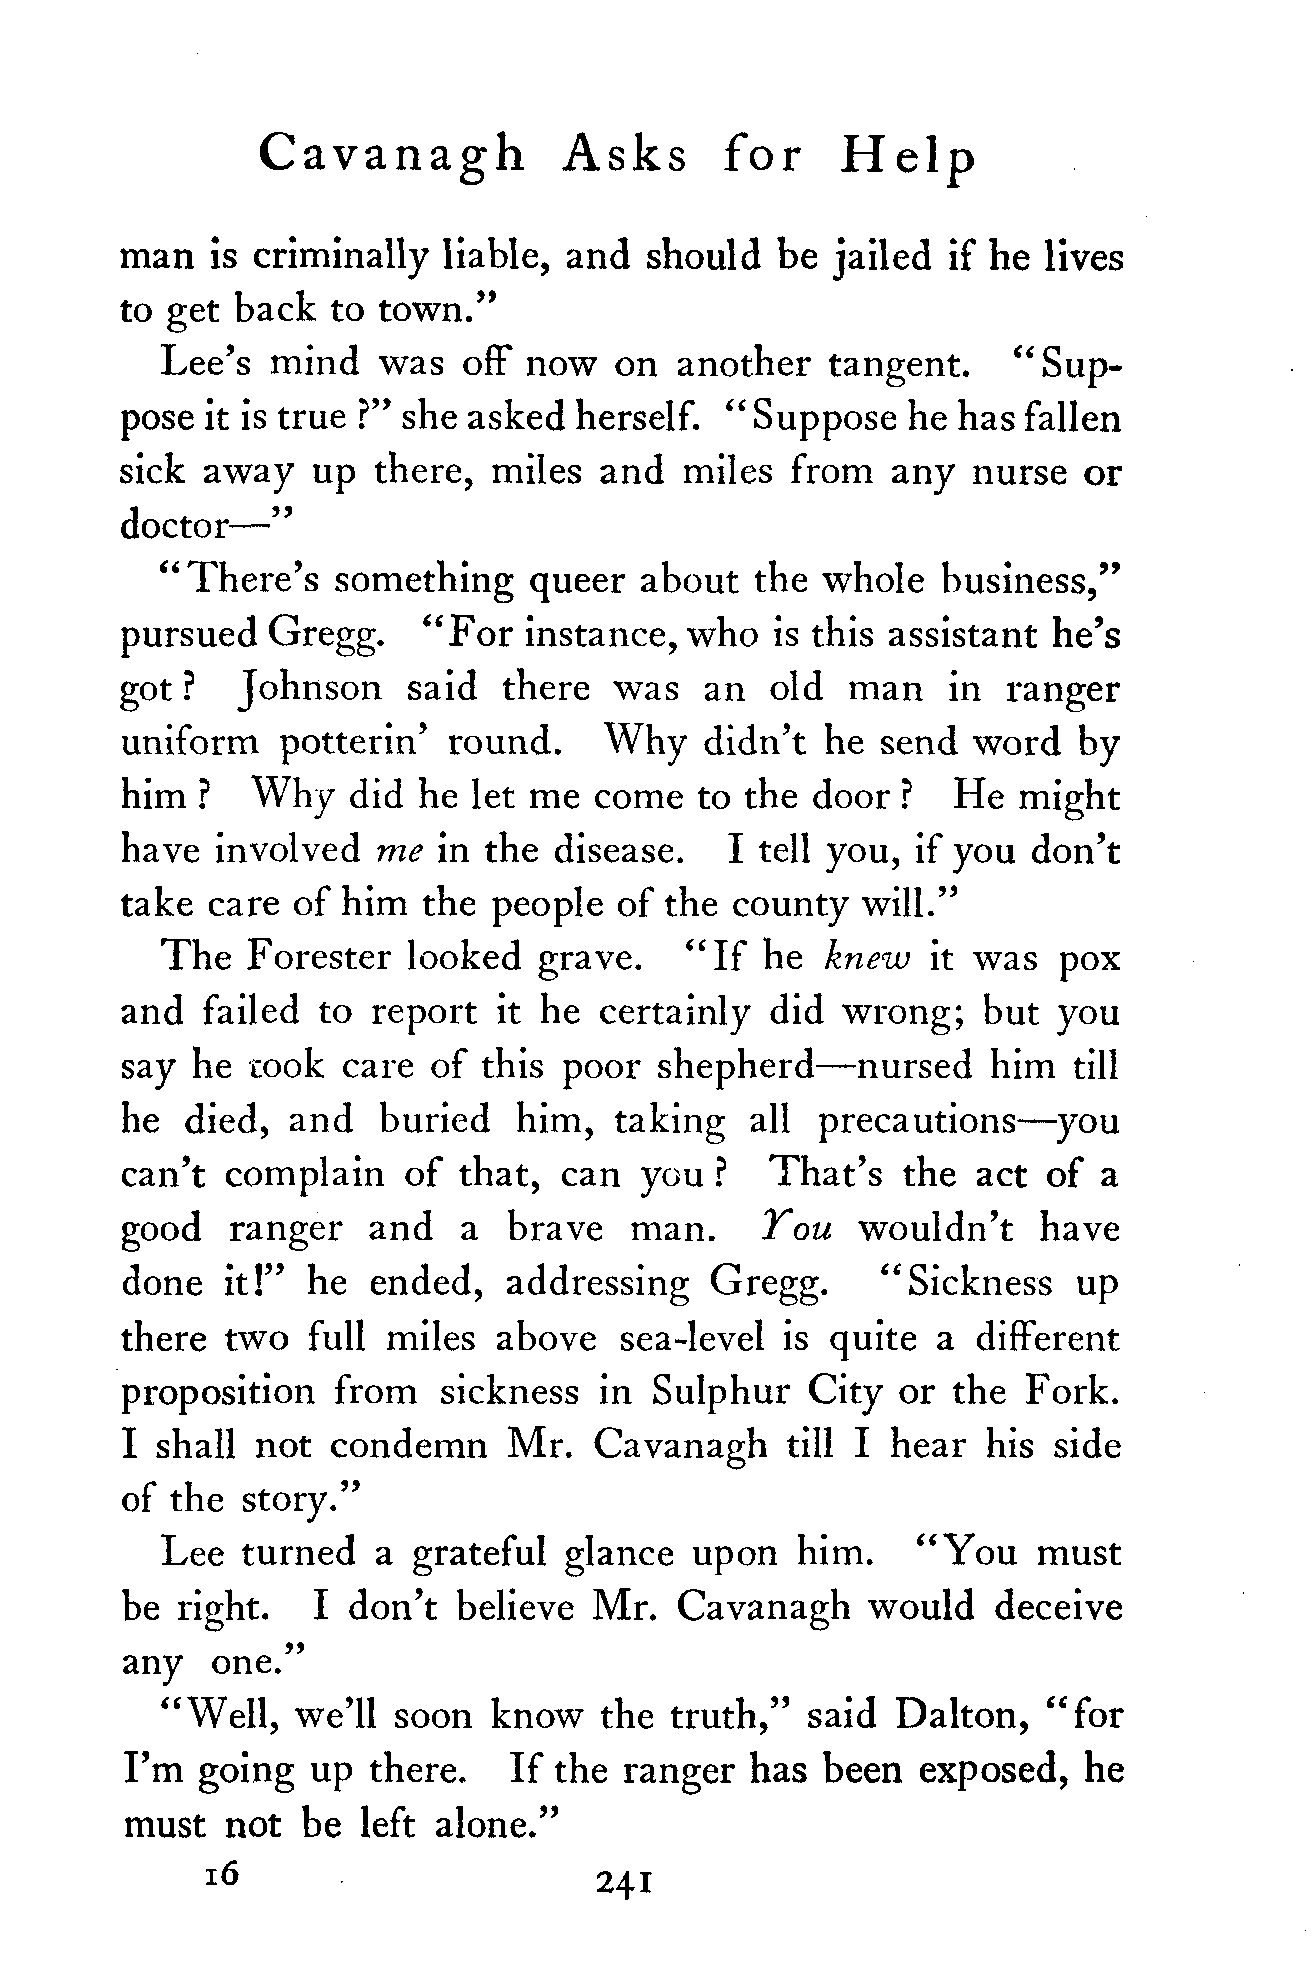 Cavanagh Asks for Help
man is criminally liable, and should be jailed if he lives
to get back to town."
Lee's mind was off now on another tangent. "Sup-
pose it is true?" she asked herself. "Suppose he has fallen
sick away up there, miles and miles from any nurse or
doctor—"
"There's something queer about the whole business,"
pursued Gregg. "For instance, who is this assistant he's
got? Johnson said there was an old man in ranger
uniform potterin' round. Why didn't he send word by
him? Why did he let me come to the door? He might
have involved me in the disease. I tell you, if you don't
take care of him the people of the county will."
The Forester looked grave. "If he knew it was pox
and failed to report it he certainly did wrong; but you
say he took care of this poor shepherd—nursed him till
he died, and buried him, taking all precautions—you
can't complain of that, can you? That's the act of a
good ranger and a brave man. You wouldn't have
done it!" he ended, addressing Gregg. "Sickness up
there two full miles above sea-level is quite a different
proposition from sickness in Sulphur City or the Fork.
I shall not condemn Mr. Cavanagh till I hear his side
of the story."
Lee turned a grateful glance upon him. "You must
be right. I don't believe Mr. Cavanagh would deceive
any one."
"Well, we'll soon know the truth," said Dalton, "for
I'm going up there. If the ranger has been exposed, he
must not be left alone."
16 241